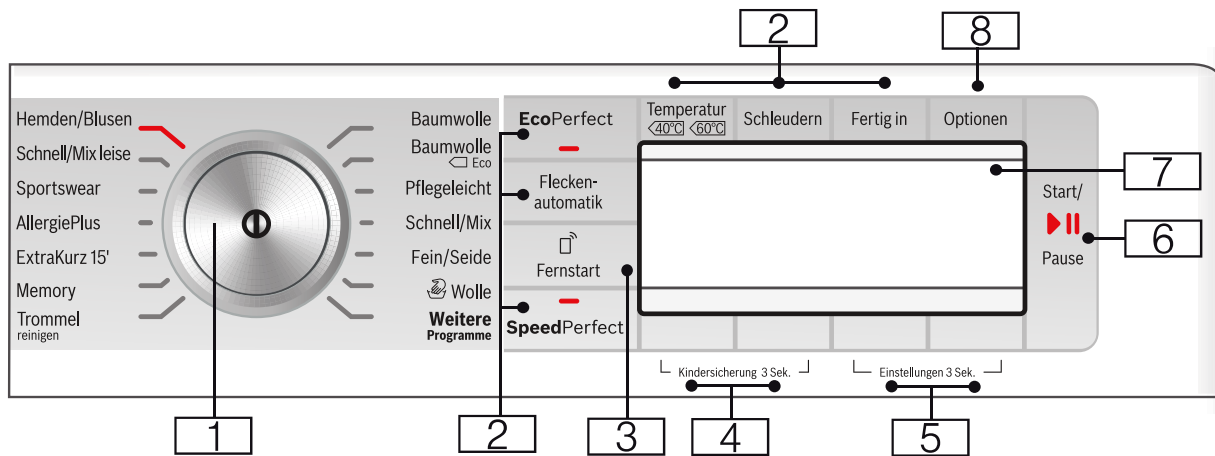 2
8
Hemden/Blusen
Schnell/Mix leise
Sportswear
AllergiePlus
ExtraKurz 15'
Memory
Trommel
reinigen
Baumwolle
Baumwolle
Eco
Pflegeleicht
Schnell/Mix
Fein/Seide
Wolle
Weitere
Programme
EcoPerfect
Flecken-
automatik
Fernstart
SpeedPerfect
Temperatur
40°C 60°C
Schleudern
Fertig in
Optionen
7
Start/
Pause
6
Kindersicherung 3 Sek.
Einstellungen 3 Sek.
1
2
3
4
5